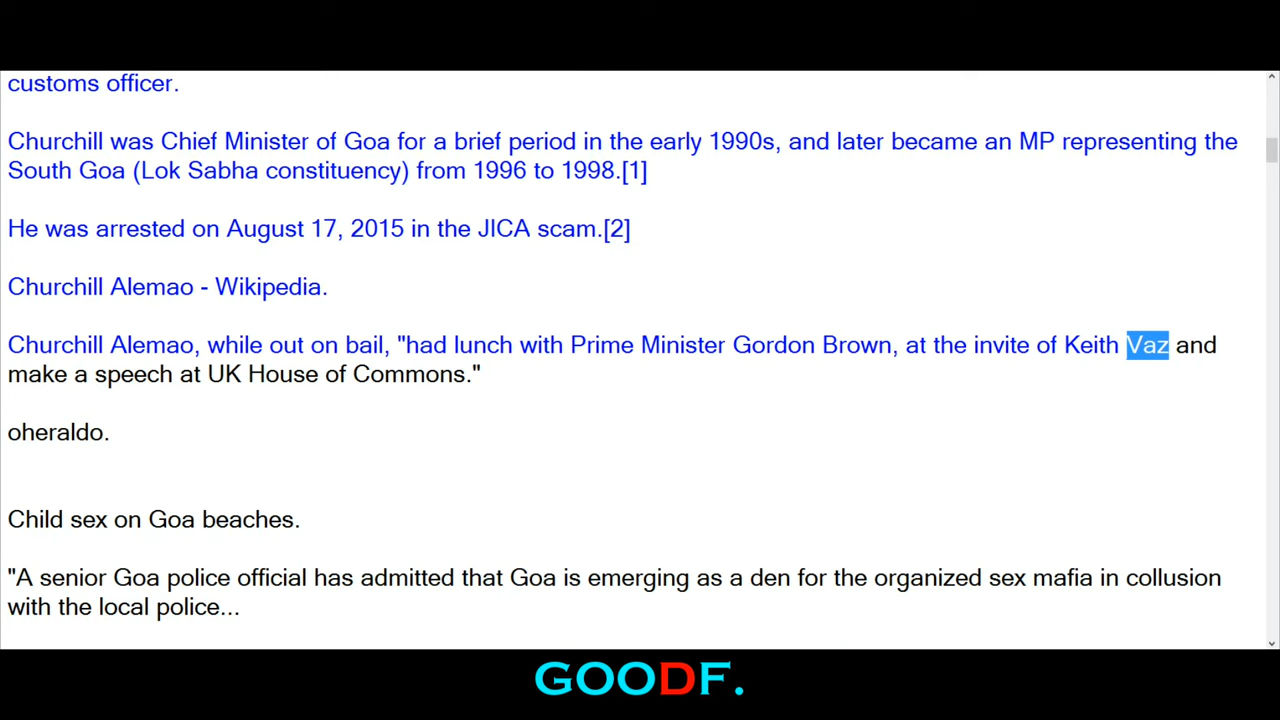 customs officer.
Churchill was Chief Minister of Goa for a brief period in the early 1990s, and later became an MP representing the
South Goa (Lok Sabha constituency) from 1996 to 1998.[1]
He was arrested on August 17, 2015 in the JICA scam.[2]
Churchill Alemao - Wikipedia.
Churchill Alemao, while out on bail, "had lunch with Prime Minister Gordon Brown, at the invite of Keith Vaz and
make a speech at UK House of Commons."
oheraldo.
Child sex on Goa beaches.
"A senior Goa police official has admitted that Goa is emerging as a den for the organized sex mafia in collusion
with the local police...
GOODF.